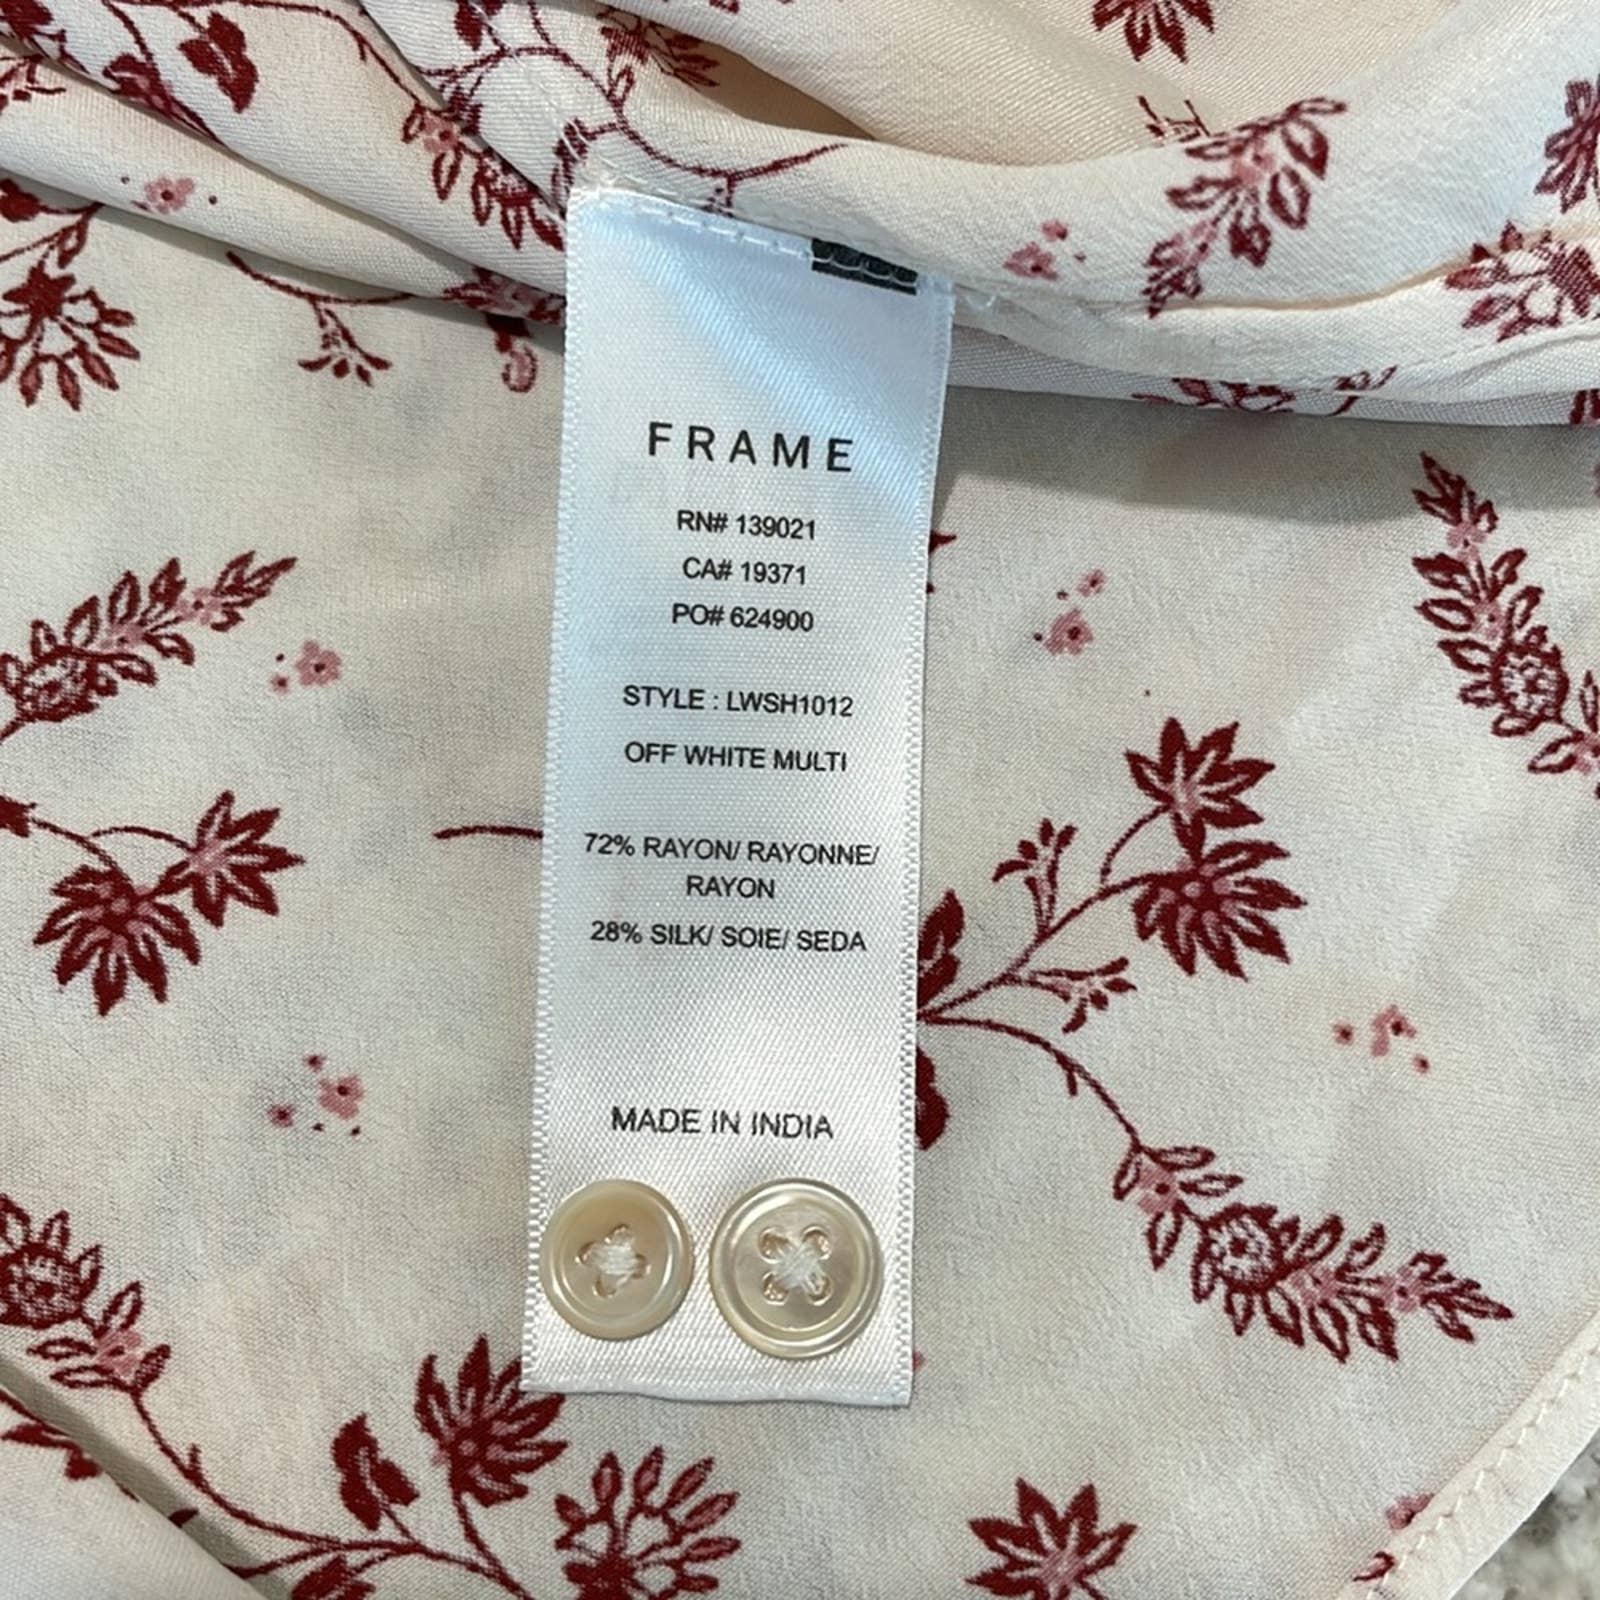 FRAME
RN# 139021
CA# 19371
PO# 624900
STYLE : LWSH1012
OFF WHITE MULTI
72% RAYON/ RAYONNE/
RAYON
28% SILK/ SOIE/ SEDA
MADE IN INDIA